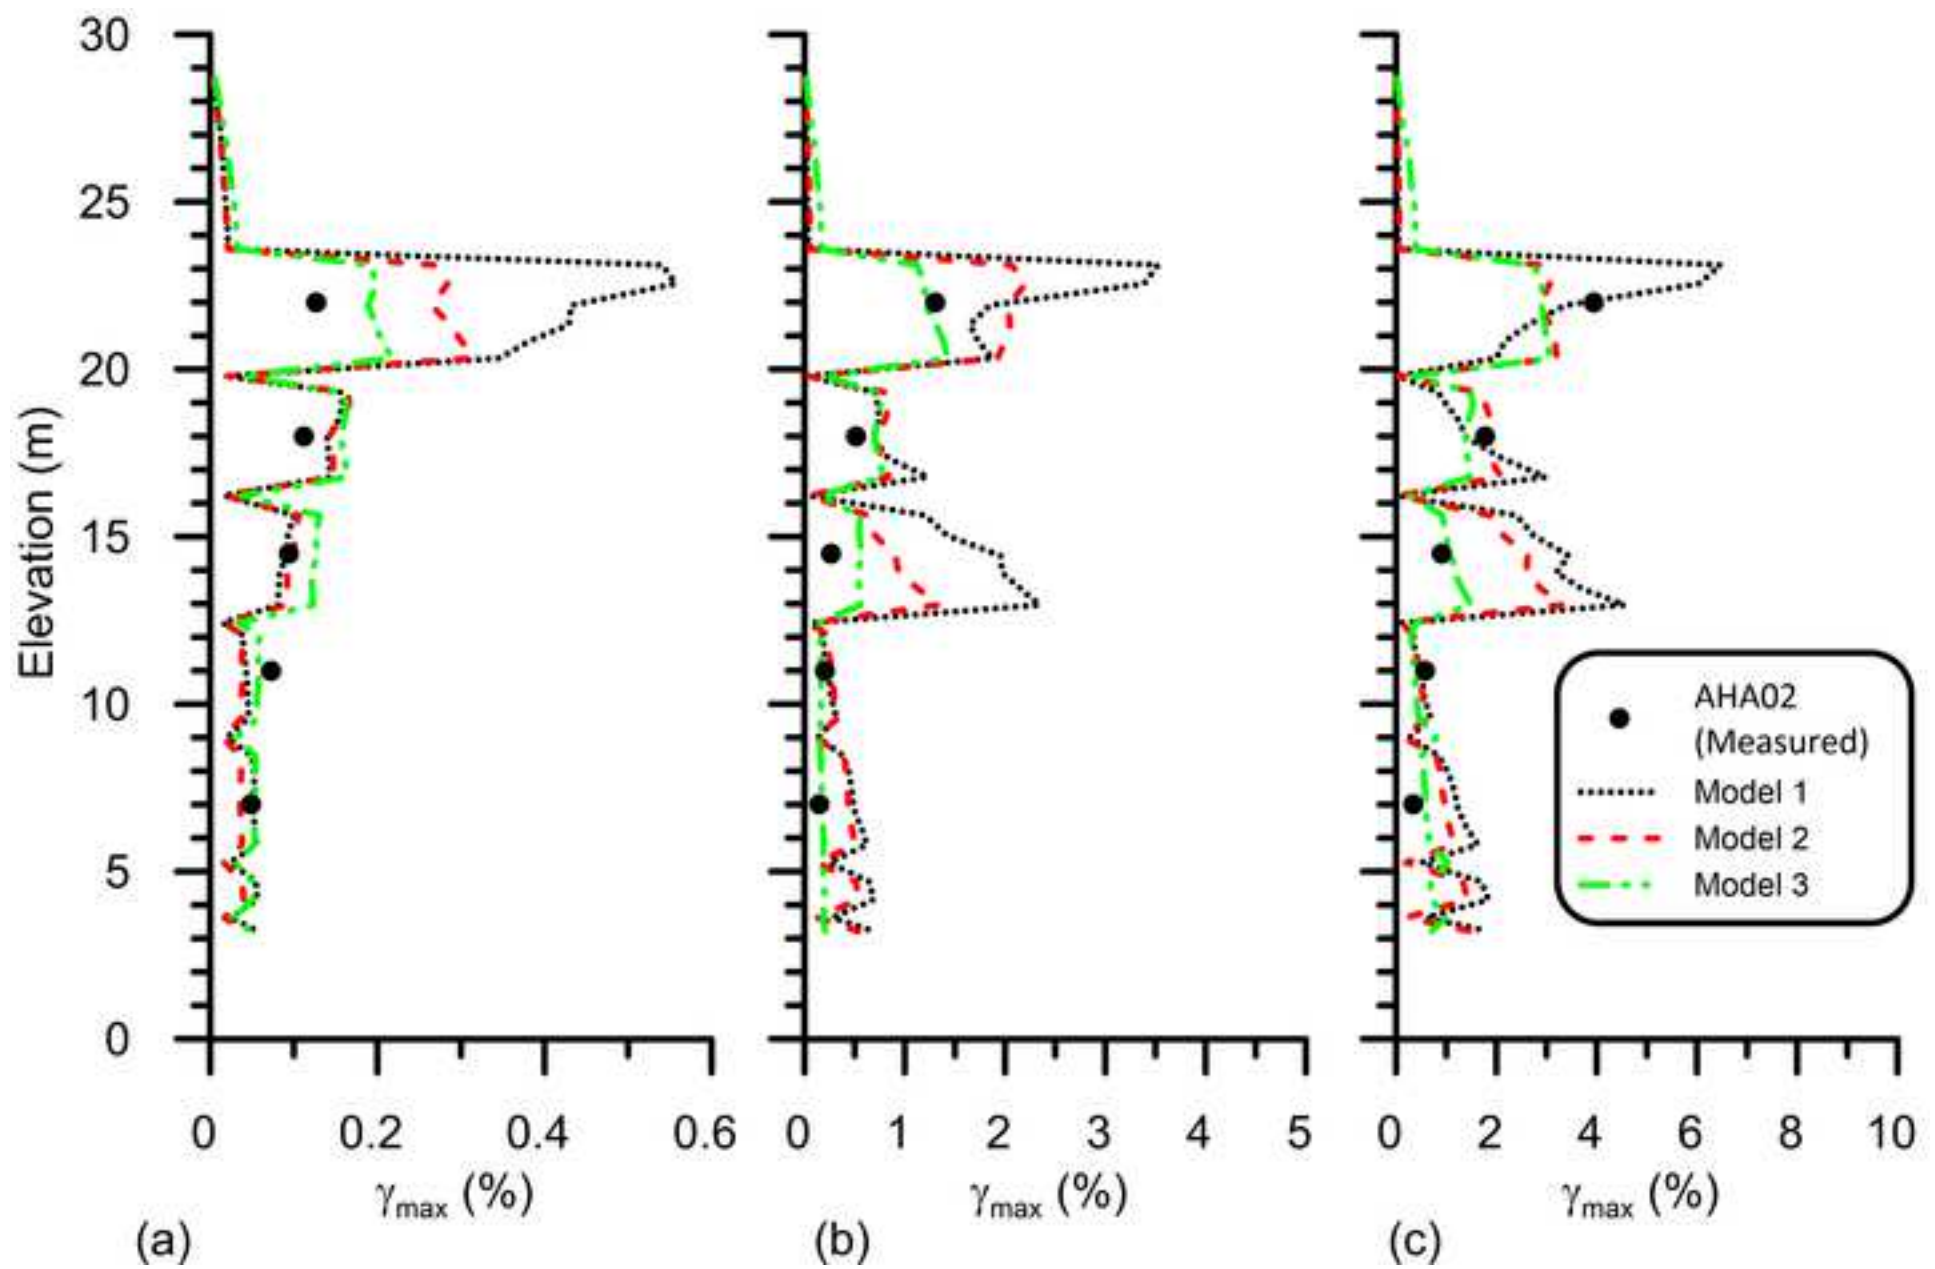 30
25
20
15
10
5
0
Elevation (m)
0 0.2 0.4 0.6
γmax (%)
(a)
0 1 2 3 4 5
γmax (%)
(b)
0 2 4 6 8 10
γmax (%)
(c)
AHA02
(Measured)
Model 1
Model 2
Model 3